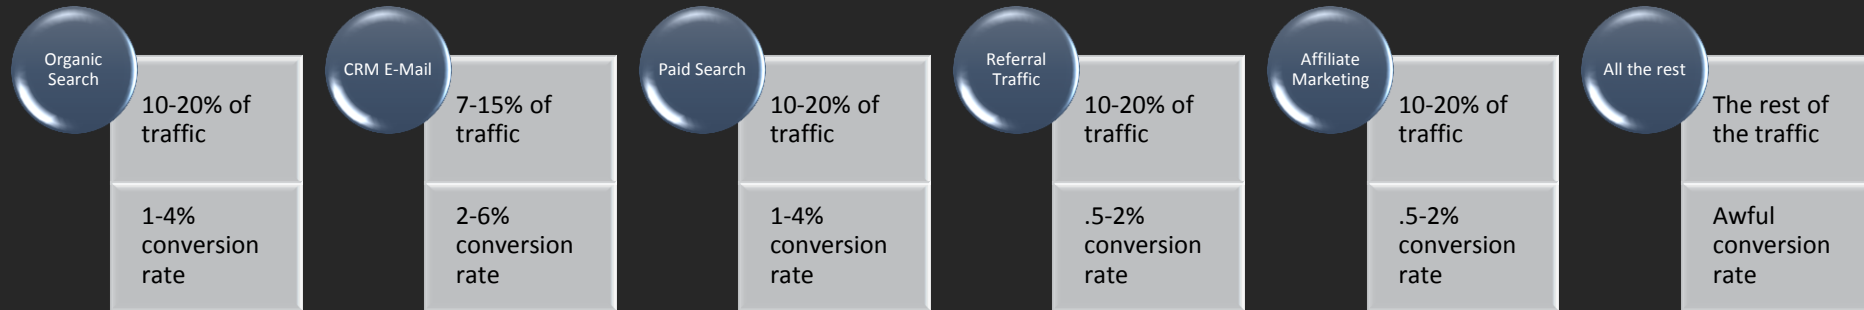 Organic
Search
10-20% of
traffic
1-4%
conversion
rate
CRM E-Mail
7-15% of
traffic
2-6%
conversion
rate
Paid Search
10-20% of
traffic
1-4%
conversion
rate
Referral
Traffic
10-20% of
traffic
.5-2%
conversion
rate
Affiliate
Marketing
10-20% of
traffic
.5-2%
conversion
rate
All the rest
The rest of
the traffic
Awful
conversion
rate